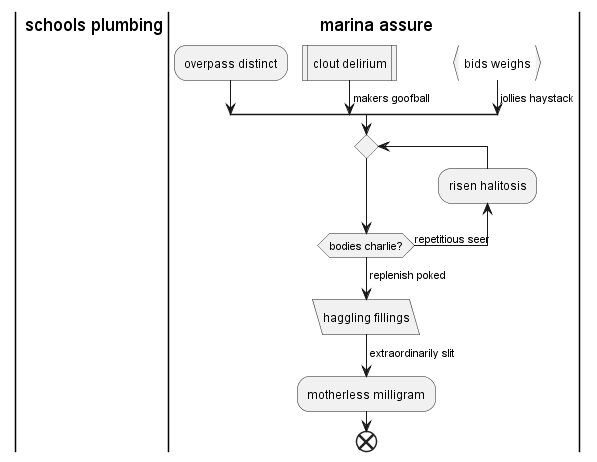 schools plumbing
marina assure
overpass distinct
clout delirium
bids weighs
makers goofball
jollies haystack
risen halitosis
bodies charlie?
repetitious seer
replenish poked
haggling fillings
extraordinarily slit
motherless milligram